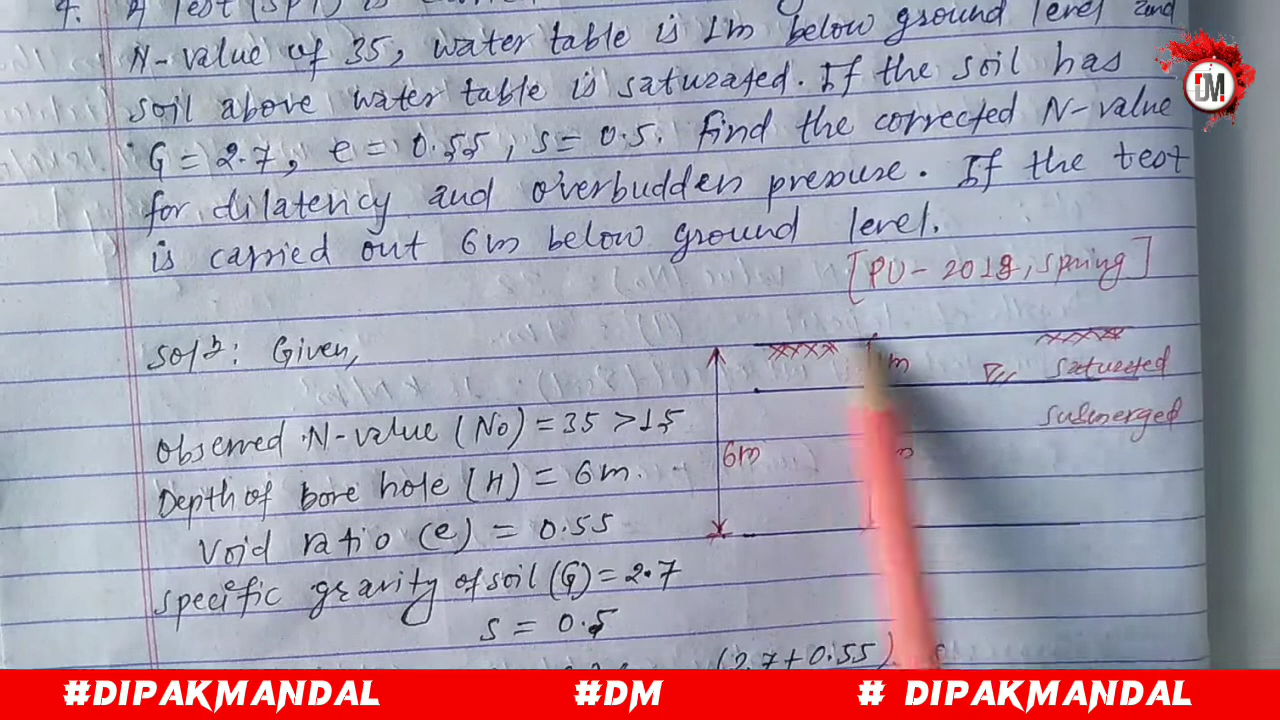 4. A Test (SPT) is
N-value of 35, water table is 1m below ground level and
soil above water table is saturated. If the soil has
G = 2.7, e = 0.55, s = 0.5. Find the corrected N-value
for dilatency and overbudden pressure. If the test
is carried out 6m below ground level.
[PU-2018, spring]
Soln: Given,
m
saturated
submerged
Observed N-value (No) = 35 > 15
6m
Depth of bore hole (H) = 6m.
Void ratio (e) = 0.55
specific gravity of soil (G) = 2.7
s = 0.5
(2.7+0.55)
DM
#DIPAKMANDAL #DM # DIPAKMANDAL